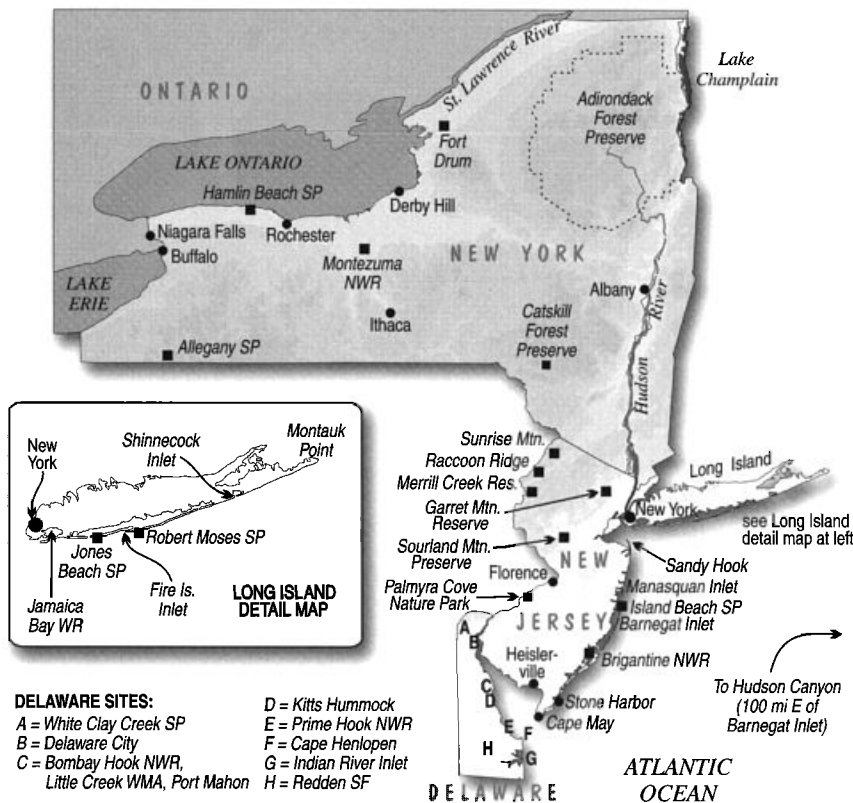 ONTARIO
St. Lawrence River
Lake
Champlain
Adirondack
Forest
Preserve
Fort
Drum
LAKE ONTARIO
Hamlin Beach SP
Derby Hill
Niagara Falls
Rochester
Buffalo
Montezuma
NWR
NEW YORK
LAKE
ERIE
Albany
Hudson River
Ithaca
Catskill
Forest
Preserve
Allegany SP
New
York
Shinnecock
Inlet
Montauk
Point
Jones
Beach SP
Robert Moses SP
Fire Is.
Inlet
Jamaica
Bay WR
LONG ISLAND
DETAIL MAP
Sunrise Mtn.
Raccoon Ridge
Merrill Creek Res.
Garret Mtn.
Reserve
Sourland Mtn.
Preserve
Long Island
New York
see Long Island
detail map at left
Sandy Hook
NEW
JERSEY
Florence
Palmyra Cove
Nature Park
Manasquan Inlet
Island Beach SP
Barnegat Inlet
Heisler-
ville
Brigantine NWR
Stone Harbor
Cape May
To Hudson Canyon
(100 mi E of
Barnegat Inlet)
A
B
C
D
E
F
G
H
DELAWARE
ATLANTIC
OCEAN
DELAWARE SITES:
A = White Clay Creek SP
B = Delaware City
C = Bombay Hook NWR,
Little Creek WMA, Port Mahon
D = Kitts Hummock
E = Prime Hook NWR
F = Cape Henlopen
G = Indian River Inlet
H = Redden SF